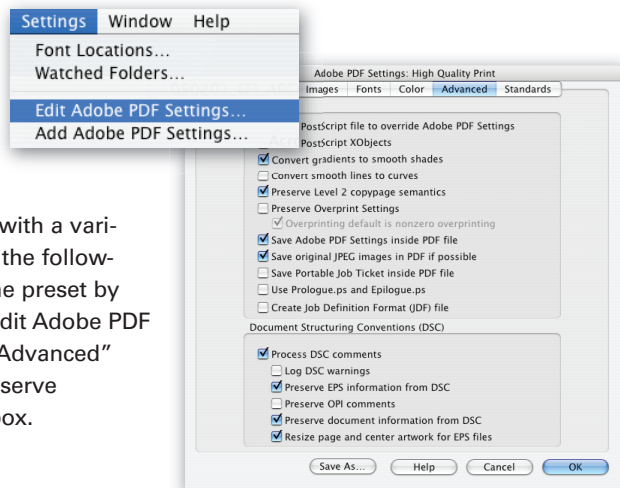 Settings Window Help
Font Locations...
Watched Folders...
Edit Adobe PDF Settings...
Add Adobe PDF Settings...
with a vari-
the follow-
preset by
dit Adobe PDF
Advanced”
serve
ox.
Adobe PDF Settings: High Quality Print
Images Fonts Color Advanced Standards
PostScript file to override Adobe PDF Settings
PostScript XObjects
Convert gradients to smooth shades
Convert smooth lines to curves
Preserve Level 2 copypage semantics
Preserve Overprint Settings
Overprinting default is nonzero overprinting
Save Adobe PDF Settings inside PDF file
Save original JPEG images in PDF if possible
Save Portable Job Ticket inside PDF file
Use Prologue.ps and Epilogue.ps
Create Job Definition Format (JDF) file
Document Structuring Conventions (DSC)
Process DSC comments
Log DSC warnings
Preserve EPS information from DSC
Preserve OPI comments
Preserve document information from DSC
Resize page and center artwork for EPS files
Save As... Help Cancel OK